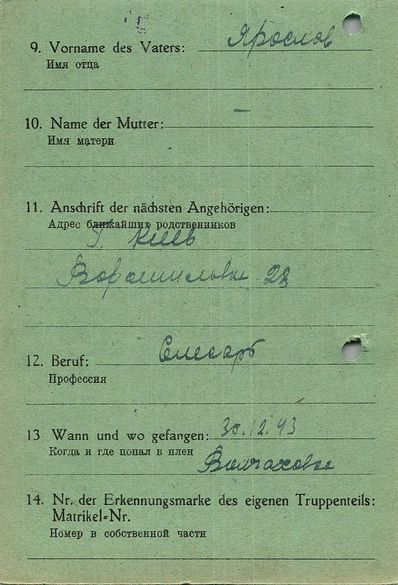 9. Vorname des Vaters: Ярослов
Имя отца
10. Name der Mutter: –
Имя матери
11. Anschrift der nächsten Angehörigen:
Адрес ближайших родственников
г. Киев
28
12. Beruf: Слесарь
Профессия
13 Wann und wo gefangen: 30.12.43
Когда и где попал в плен
14. Nr. der Erkennungsmarke des eigenen Truppenteils:
Matrikel-Nr.
Номер в собственной части